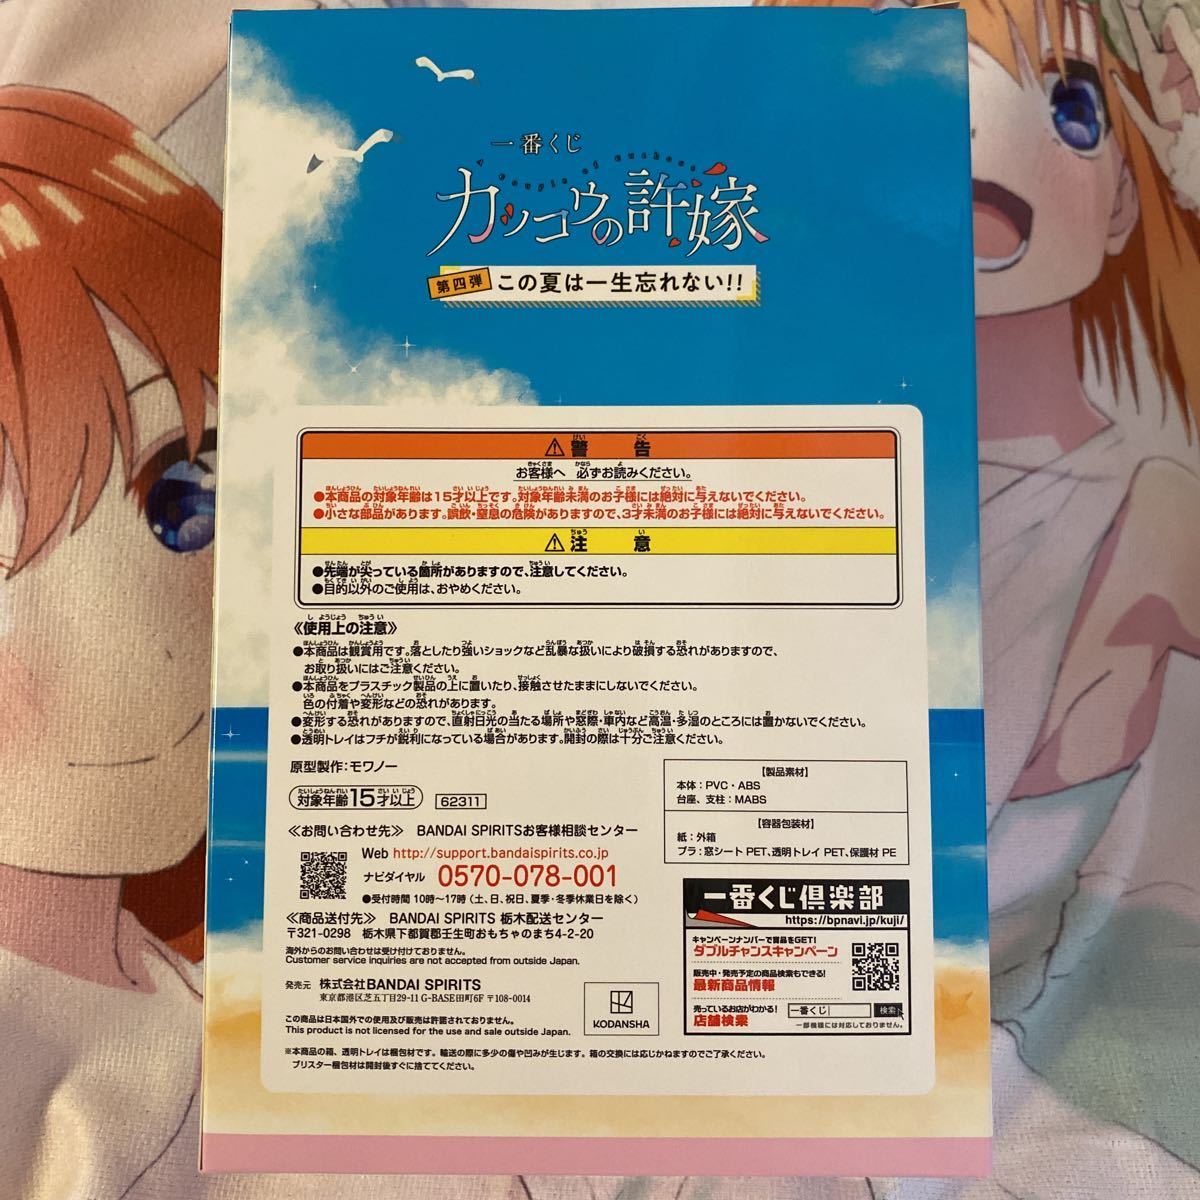 一番くじ
A Couple of Cuckoos
カッコウの許嫁
第四弾 この夏は一生忘れない!!
⚠警告
お客様へ 必ずお読みください。
●本商品の対象年齢は15才以上です。対象年齢未満のお子様には絶対に与えないでください。
●小さな部品があります。誤飲・窒息の危険がありますので、3才未満のお子様には絶対に与えないでください。
⚠注意
●先端が尖っている箇所がありますので、注意してください。
●目的以外のご使用は、おやめください。
《使用上の注意》
●本商品は観賞用です。落としたり強いショックなど乱暴な扱いにより破損する恐れがありますので、
お取り扱いにはご注意ください。
●本商品をプラスチック製品の上に置いたり、接触させたままにしないでください。
色の付着や変形などの恐れがあります。
●変形する恐れがありますので、直射日光の当たる場所や窓際・車内など高温・多湿のところには置かないでください。
●透明トレイはフチが鋭利になっている場合があります。開封の際は十分ご注意ください。
原型製作：モワノー
対象年齢15才以上 62311
【製品素材】
本体：PVC・ABS
台座、支柱：MABS
【容器包装材】
紙：外箱
プラ：窓シート PET、透明トレイ PET、保護材 PE
≪お問い合わせ先≫ BANDAI SPIRITSお客様相談センター
Web http://support.bandaispirits.co.jp
ナビダイヤル 0570-078-001
●受付時間 10時〜17時（土、日、祝日、夏季・冬季休業日を除く）
≪商品送付先≫ BANDAI SPIRITS 栃木配送センター
〒321-0298 栃木県下都賀郡壬生町おもちゃのまち4-2-20
海外からのお問い合わせは受け付けておりません。
Customer service inquiries are not accepted from outside Japan.
発売元 株式会社BANDAI SPIRITS
東京都港区芝五丁目29-11 G-BASE田町6F 〒108-0014
この商品は日本国外での使用及び販売は許諾されておりません。
This product is not licensed for the use and sale outside Japan.
KODANSHA
一番くじ倶楽部
https://bpnavi.jp/kuji/
キャンペーンナンバーで賞品をGET!
ダブルチャンスキャンペーン
販売中・発売予定の商品検索もできる!
最新商品情報
売っているお店がわかる!
店舗検索
一番くじ 検索
一部機種には対応しておりません。
※本商品の箱、透明トレイは梱包材です。輸送の際に多少の傷や凹みが生じます。箱の交換には応じかねますのでご了承ください。
ブリスター梱包材は開封後すぐに捨ててください。